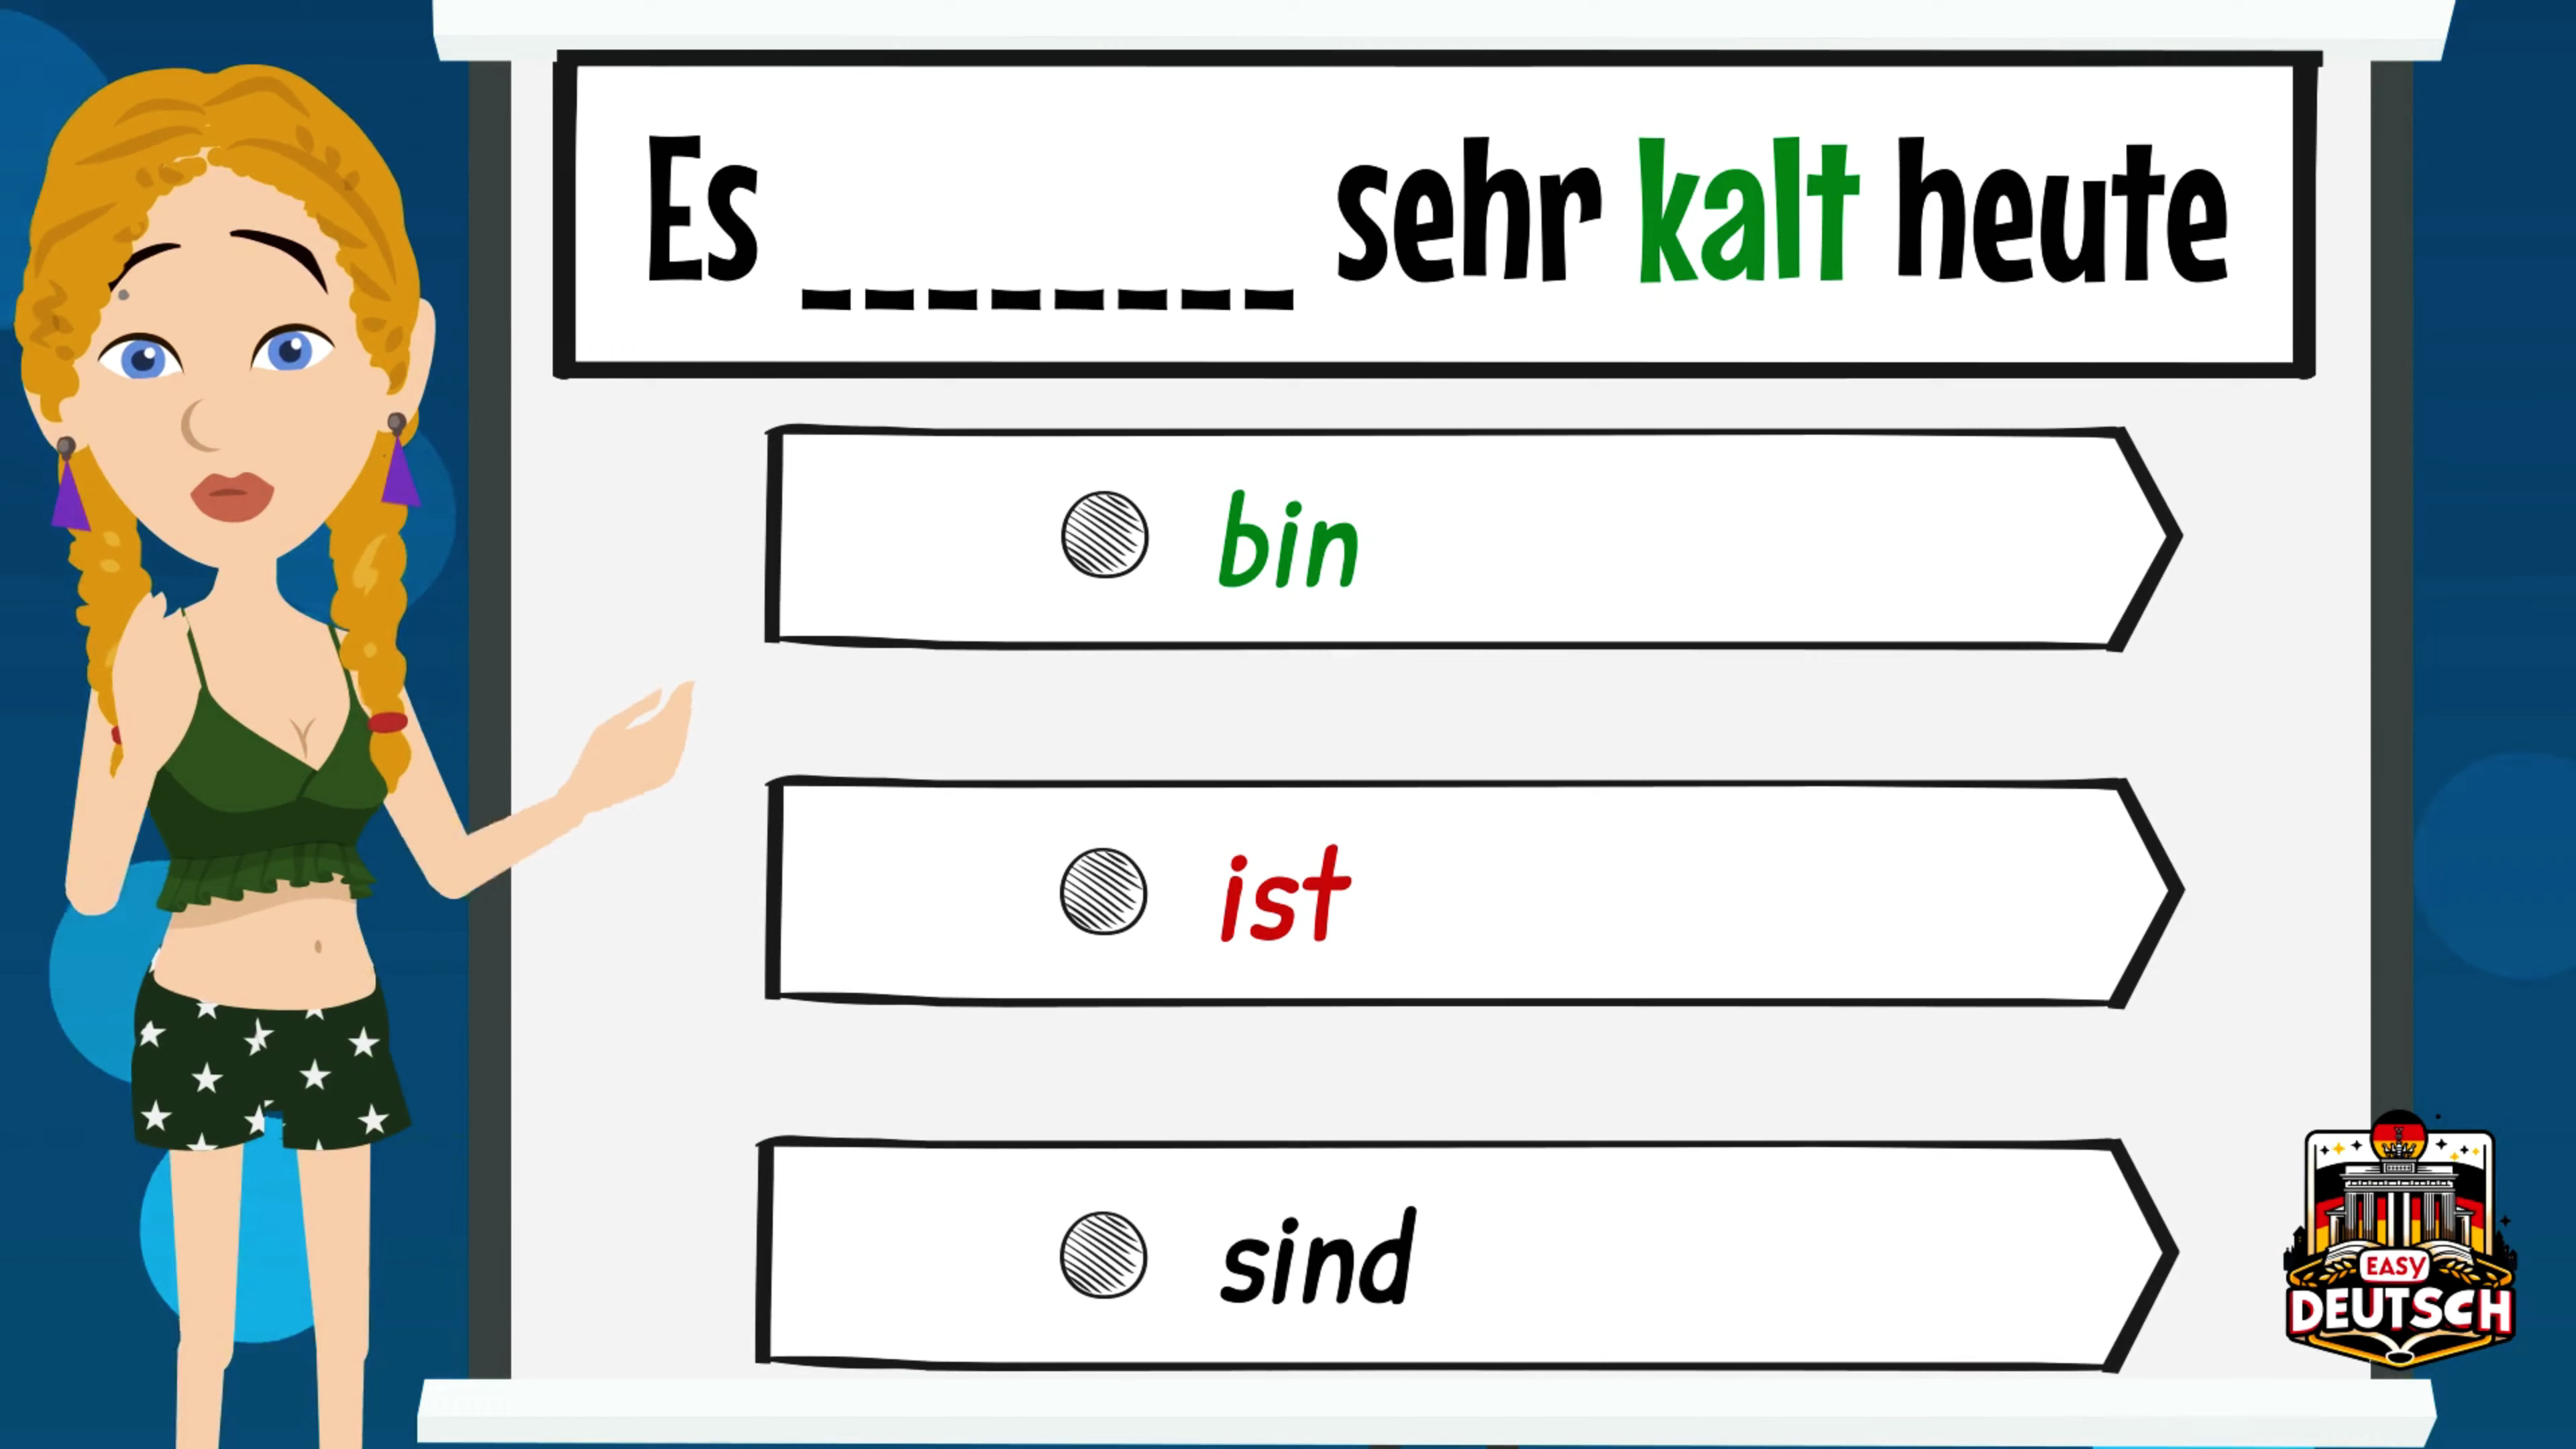 Es ________ sehr kalt heute
bin
ist
sind
EASY
DEUTSCH